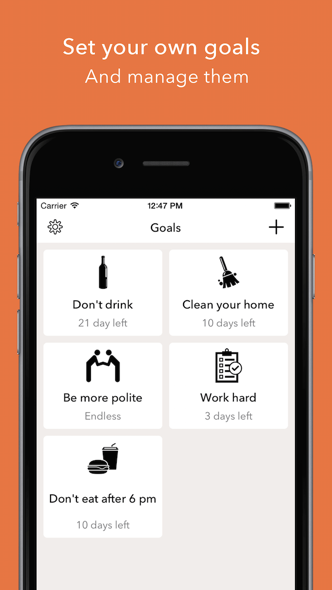 Set your own goals
And manage them
Carrier 12:47 PM
Goals
Don't drink
21 day left
Clean your home
10 days left
Be more polite
Endless
Work hard
3 days left
Don't eat after 6 pm
10 days left